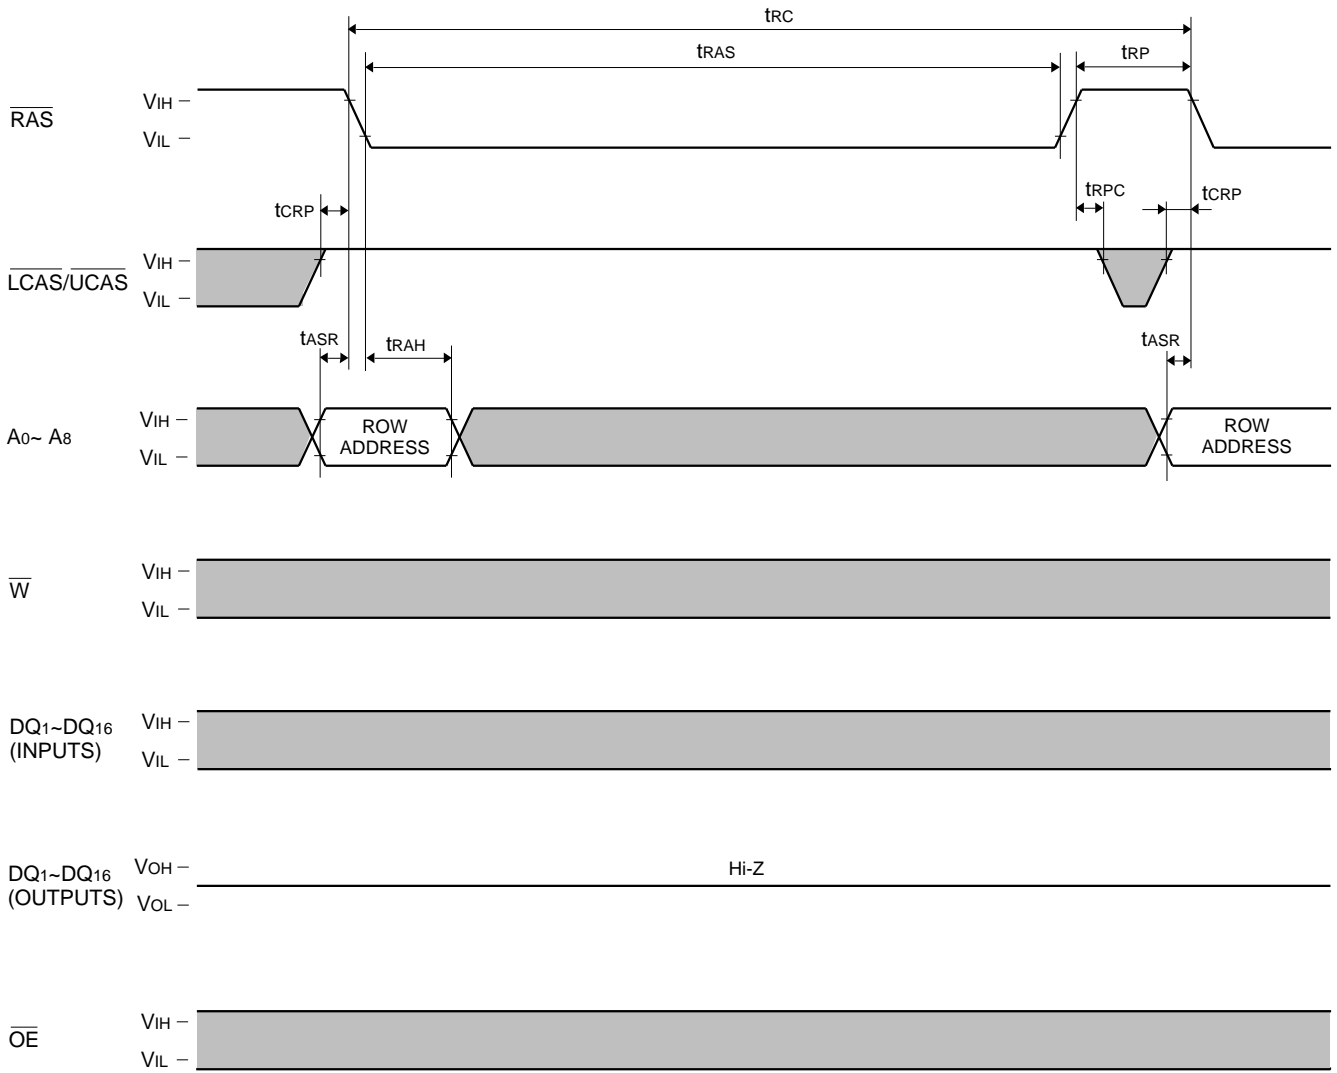 tRC
tRAS
tRP
RAS
VIH
VIL
tCRP
tRPC
tCRP
LCAS/UCAS
VIH
VIL
tASR
tRAH
tASR
A0~ A8
VIH
VIL
ROW
ADDRESS
ROW
ADDRESS
W
VIH
VIL
DQ1~DQ16
(INPUTS)
VIH
VIL
DQ1~DQ16
(OUTPUTS)
VOH
VOL
Hi-Z
OE
VIH
VIL